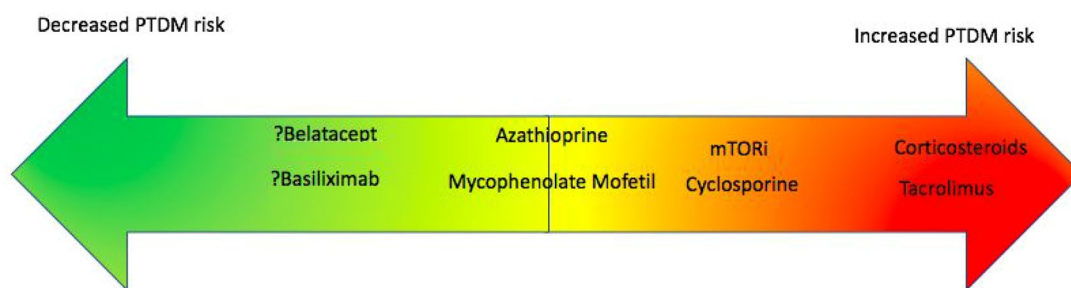 Decreased PTDM risk
Increased PTDM risk
?Belatacept
Azathioprine
mTORi
Corticosteroids
?Basiliximab
Mycophenolate Mofetil
Cyclosporine
Tacrolimus